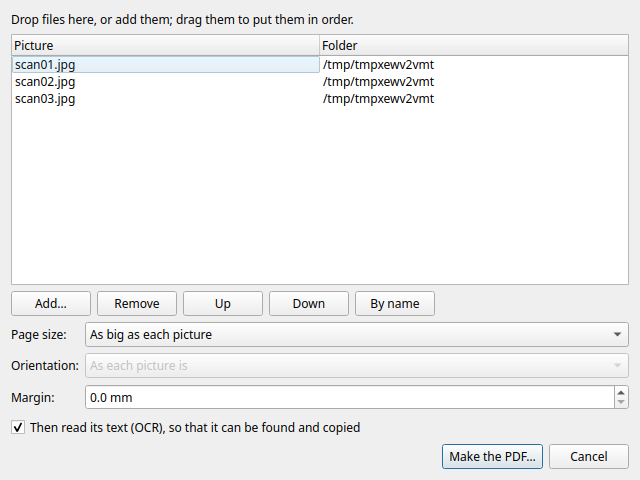 Drop files here, or add them; drag them to put them in order.
Picture Folder
scan01.jpg /tmp/tmpxewv2vmt
scan02.jpg /tmp/tmpxewv2vmt
scan03.jpg /tmp/tmpxewv2vmt
Add... Remove Up Down By name
Page size: As big as each picture
Orientation: As each picture is
Margin: 0.0 mm
Then read its text (OCR), so that it can be found and copied
Make the PDF... Cancel